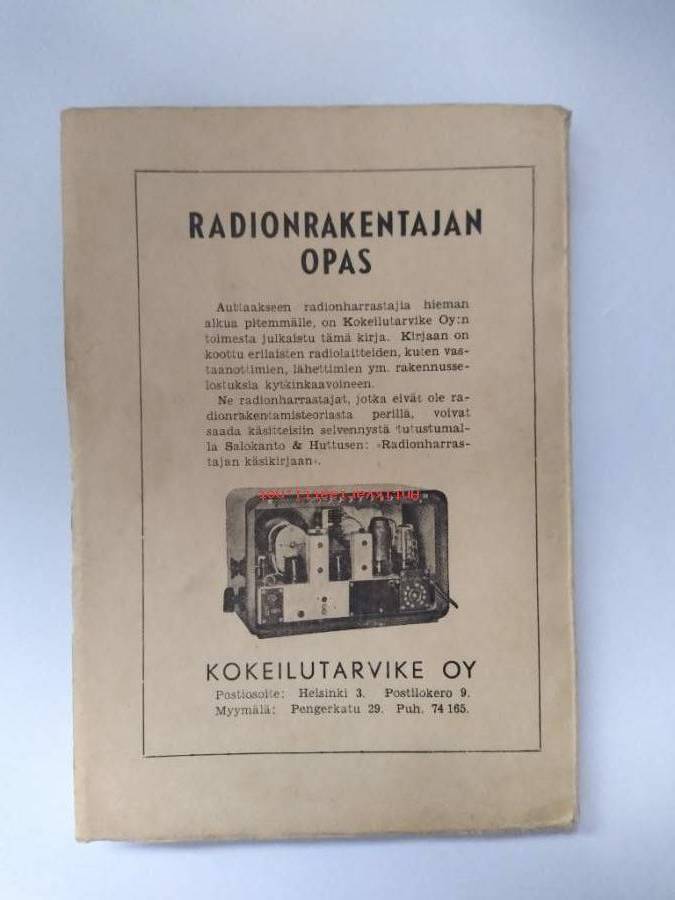 RADIONRAKENTAJAN
OPAS
Auttaakseen radionharrastajia hieman
alkua pitemmälle, on Kokeilutarvike Oy:n
toimesta julkaistu tämä kirja. Kirjaan on
koottu erilaisten radiolaitteiden, kuten vas-
taanottimien, lähettimien ym. rakennusse-
lostuksia kytkinkaavoineen.
Ne radionharrastajat, jotka eivät ole ra-
dionrakentamisteoriasta perillä, voivat
saada käsitteisiin selvennystä tutustumal-
la Salokanto & Huttusen: »Radionharras-
tajan käsikirjaan».
KOKEILUTARVIKE OY
Postiosoite: Helsinki 3. Postilokero 9.
Myymälä: Pengerkatu 29. Puh. 74 165.